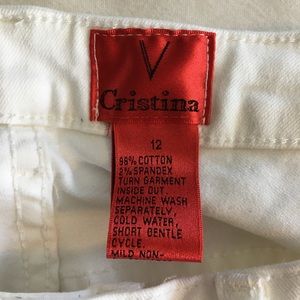 V
Cristina
12
98% COTTON
2% SPANDEX
TURN GARMENT
INSIDE OUT.
MACHINE WASH
SEPARATELY,
COLD WATER,
SHORT GENTLE
CYCLE.
MILD NON-